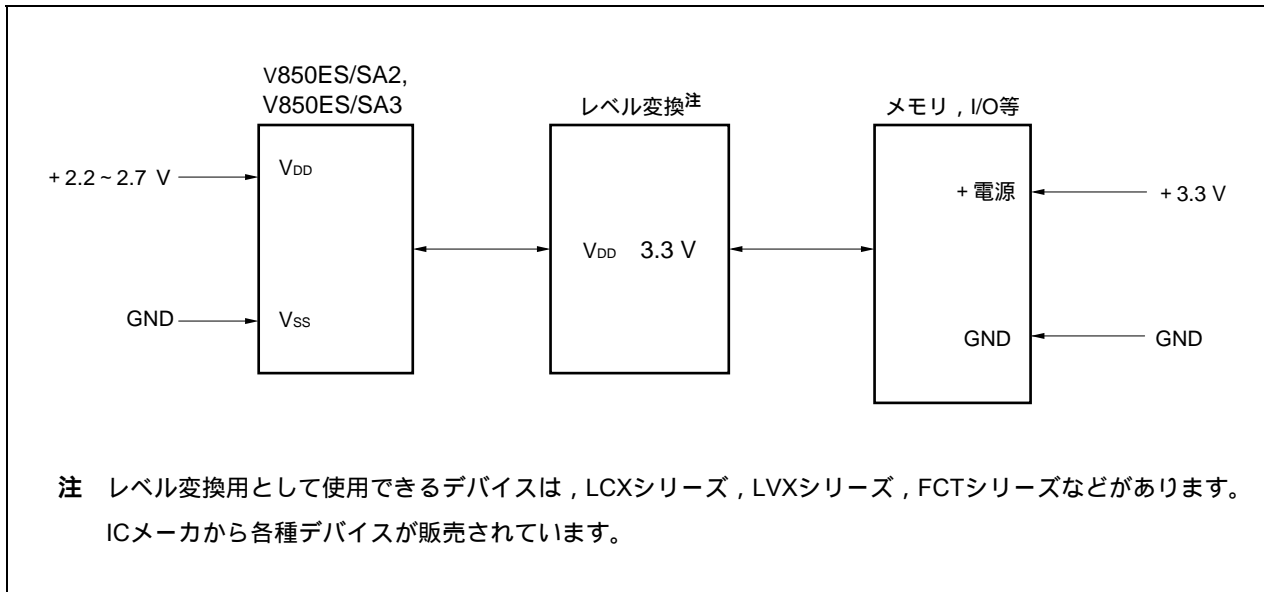 V850ES/SA2,
V850ES/SA3
レベル変換注
メモリ，I/O等
+2.2～2.7 V
VDD
+電源
+3.3 V
VDD 3.3 V
GND
VSS
GND
GND
注 レベル変換用として使用できるデバイスは，LCXシリーズ，LVXシリーズ，FCTシリーズなどがあります。
ICメーカから各種デバイスが販売されています。